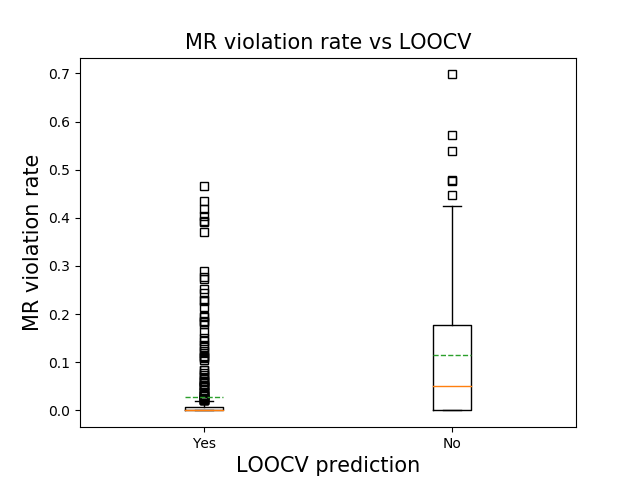 MR violation rate vs LOOCV
MR violation rate
0.7
0.6
0.5
0.4
0.3
0.2
0.1
0.0
Yes
No
LOOCV prediction